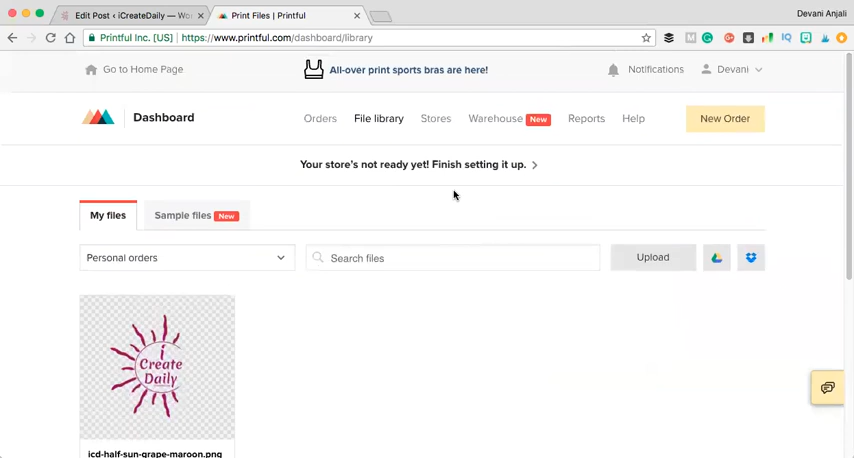 Edit Post ‹ iCreateDaily — Wor
Print Files | Printful
Devani Anjali
Printful Inc. [US]
https://www.printful.com/dashboard/library
Go to Home Page
All-over print sports bras are here!
Notifications
Devani
Dashboard
Orders
File library
Stores
Warehouse New
Reports
Help
New Order
Your store's not ready yet! Finish setting it up.
My files
Sample files New
Personal orders
Search files
Upload
i
Create
Daily
icd-half-sun-grape-maroon.png